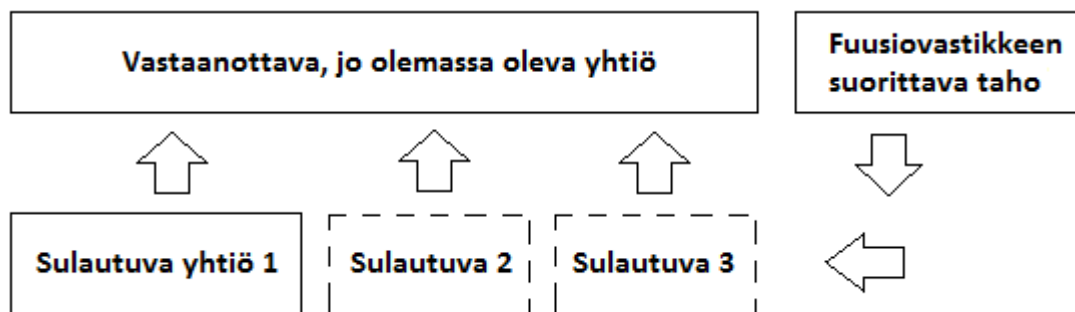 Vastaanottava, jo olemassa oleva yhtiö
Fuusiovastikkeen
suorittava taho
Sulautuva yhtiö 1
Sulautuva 2
Sulautuva 3